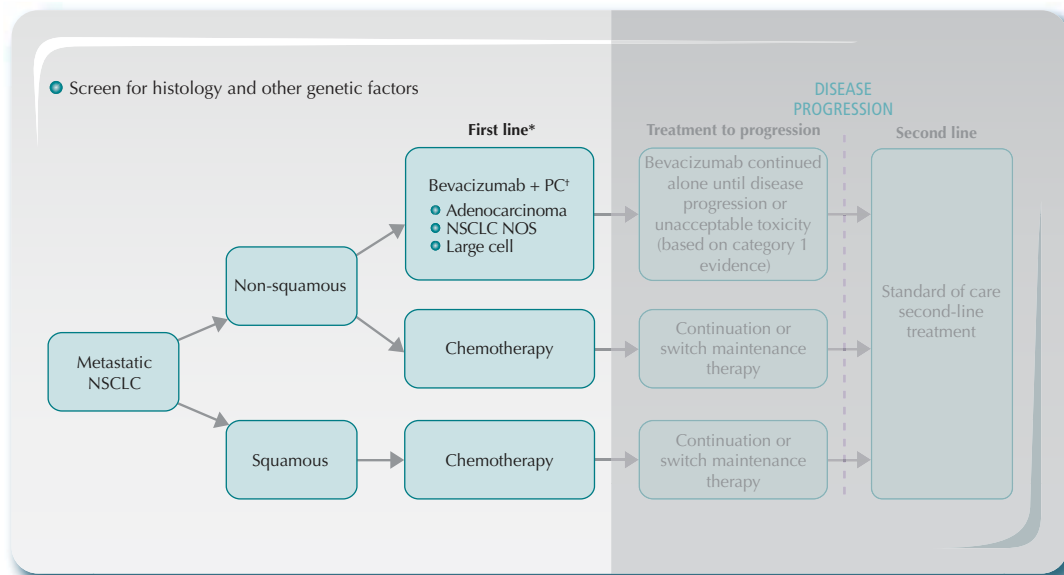 Screen for histology and other genetic factors
DISEASE
PROGRESSION
First line*
Treatment to progression
Second line
Bevacizumab + PC†
Adenocarcinoma
NSCLC NOS
Large cell
Bevacizumab continued
alone until disease
progression or
unacceptable toxicity
(based on category 1
evidence)
Non-squamous
Standard of care
second-line
treatment
Chemotherapy
Continuation or
switch maintenance
therapy
Metastatic
NSCLC
Squamous
Chemotherapy
Continuation or
switch maintenance
therapy